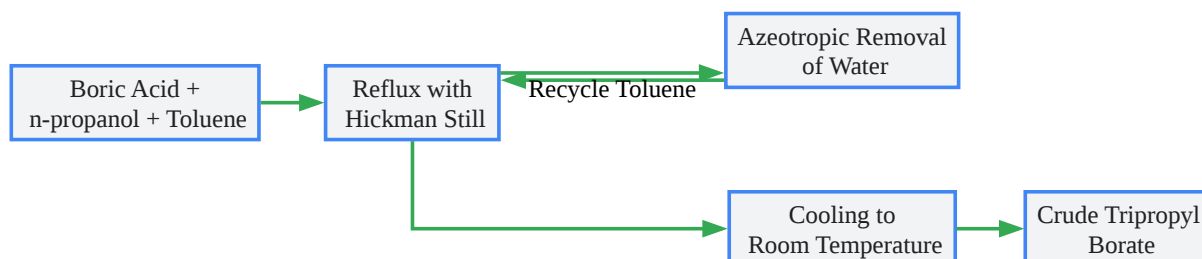 Boric Acid +
n-propanol + Toluene
Reflux with
Hickman Still
Recycle Toluene
Azeotropic Removal
of Water
Cooling to
Room Temperature
Crude Tripropyl
Borate